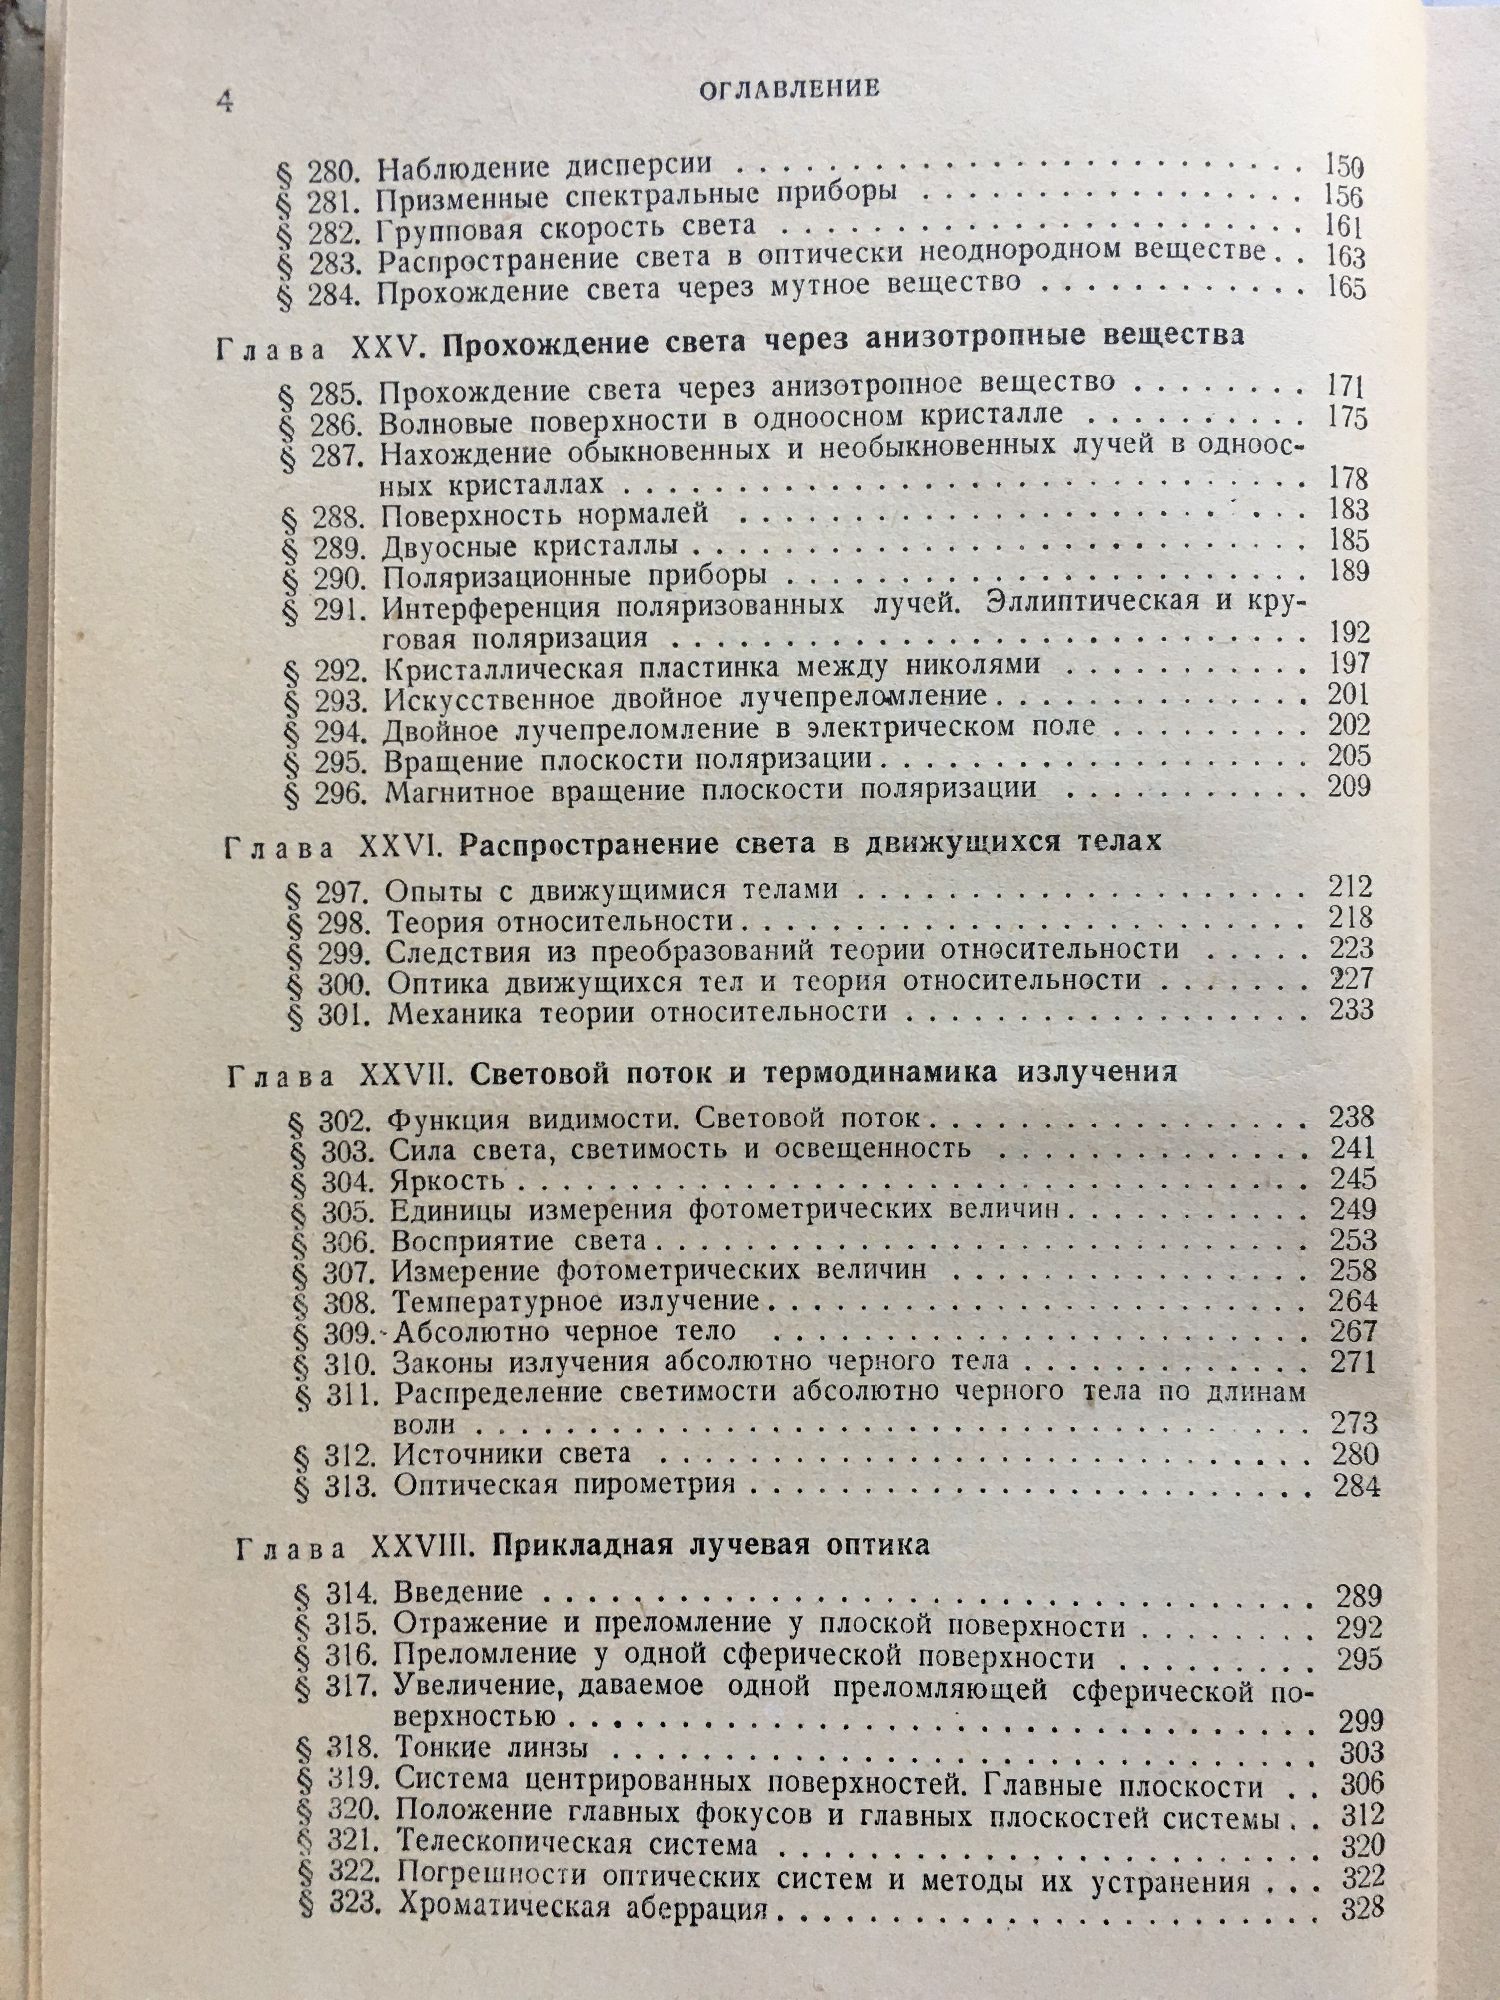 4
ОГЛАВЛЕНИЕ
§ 280. Наблюдение дисперсии . . . . . . . . . . . . . . . . . . . . . . . . . 150
§ 281. Призменные спектральные приборы . . . . . . . . . . . . . . . . . 156
§ 282. Групповая скорость света . . . . . . . . . . . . . . . . . . . . . . . 161
§ 283. Распространение света в оптически неоднородном веществе . . 163
§ 284. Прохождение света через мутное вещество . . . . . . . . . . . . 165
Глава XXV. Прохождение света через анизотропные вещества
§ 285. Прохождение света через анизотропное вещество . . . . . . . . 171
§ 286. Волновые поверхности в одноосном кристалле . . . . . . . . . . 175
§ 287. Нахождение обыкновенных и необыкновенных лучей в одноос-
ных кристаллах . . . . . . . . . . . . . . . . . . . . . . . . . . . . . 178
§ 288. Поверхность нормалей . . . . . . . . . . . . . . . . . . . . . . . . . 183
§ 289. Двуосные кристаллы . . . . . . . . . . . . . . . . . . . . . . . . . . 185
§ 290. Поляризационные приборы . . . . . . . . . . . . . . . . . . . . . . 189
§ 291. Интерференция поляризованных лучей. Эллиптическая и кру-
говая поляризация . . . . . . . . . . . . . . . . . . . . . . . . . . . 192
§ 292. Кристаллическая пластинка между николями . . . . . . . . . . . 197
§ 293. Искусственное двойное лучепреломление . . . . . . . . . . . . . . 201
§ 294. Двойное лучепреломление в электрическом поле . . . . . . . . . 202
§ 295. Вращение плоскости поляризации . . . . . . . . . . . . . . . . . . . 205
§ 296. Магнитное вращение плоскости поляризации . . . . . . . . . . . 209
Глава XXVI. Распространение света в движущихся телах
§ 297. Опыты с движущимися телами . . . . . . . . . . . . . . . . . . . . 212
§ 298. Теория относительности . . . . . . . . . . . . . . . . . . . . . . . . . 218
§ 299. Следствия из преобразований теории относительности . . . . . 223
§ 300. Оптика движущихся тел и теория относительности . . . . . . . 227
§ 301. Механика теории относительности . . . . . . . . . . . . . . . . . . 233
Глава XXVII. Световой поток и термодинамика излучения
§ 302. Функция видимости. Световой поток . . . . . . . . . . . . . . . . . 238
§ 303. Сила света, светимость и освещенность . . . . . . . . . . . . . . 241
§ 304. Яркость . . . . . . . . . . . . . . . . . . . . . . . . . . . . . . . . . . 245
§ 305. Единицы измерения фотометрических величин . . . . . . . . . . . 249
§ 306. Восприятие света . . . . . . . . . . . . . . . . . . . . . . . . . . . . 253
§ 307. Измерение фотометрических величин . . . . . . . . . . . . . . . . 258
§ 308. Температурное излучение . . . . . . . . . . . . . . . . . . . . . . . . 264
§ 309. Абсолютно черное тело . . . . . . . . . . . . . . . . . . . . . . . . 267
§ 310. Законы излучения абсолютно черного тела . . . . . . . . . . . . . 271
§ 311. Распределение светимости абсолютно черного тела по длинам
волн . . . . . . . . . . . . . . . . . . . . . . . . . . . . . . . . . . . . 273
§ 312. Источники света . . . . . . . . . . . . . . . . . . . . . . . . . . . . . 280
§ 313. Оптическая пирометрия . . . . . . . . . . . . . . . . . . . . . . . . . 284
Глава XXVIII. Прикладная лучевая оптика
§ 314. Введение . . . . . . . . . . . . . . . . . . . . . . . . . . . . . . . . . . 289
§ 315. Отражение и преломление у плоской поверхности . . . . . . . . 292
§ 316. Преломление у одной сферической поверхности . . . . . . . . . 295
§ 317. Увеличение, даваемое одной преломляющей сферической по-
верхностью . . . . . . . . . . . . . . . . . . . . . . . . . . . . . . . . 299
§ 318. Тонкие линзы . . . . . . . . . . . . . . . . . . . . . . . . . . . . . . . 303
§ 319. Система центрированных поверхностей. Главные плоскости . . 306
§ 320. Положение главных фокусов и главных плоскостей системы . . 312
§ 321. Телескопическая система . . . . . . . . . . . . . . . . . . . . . . . . 320
§ 322. Погрешности оптических систем и методы их устранения . . . 322
§ 323. Хроматическая аберрация . . . . . . . . . . . . . . . . . . . . . . . . 328